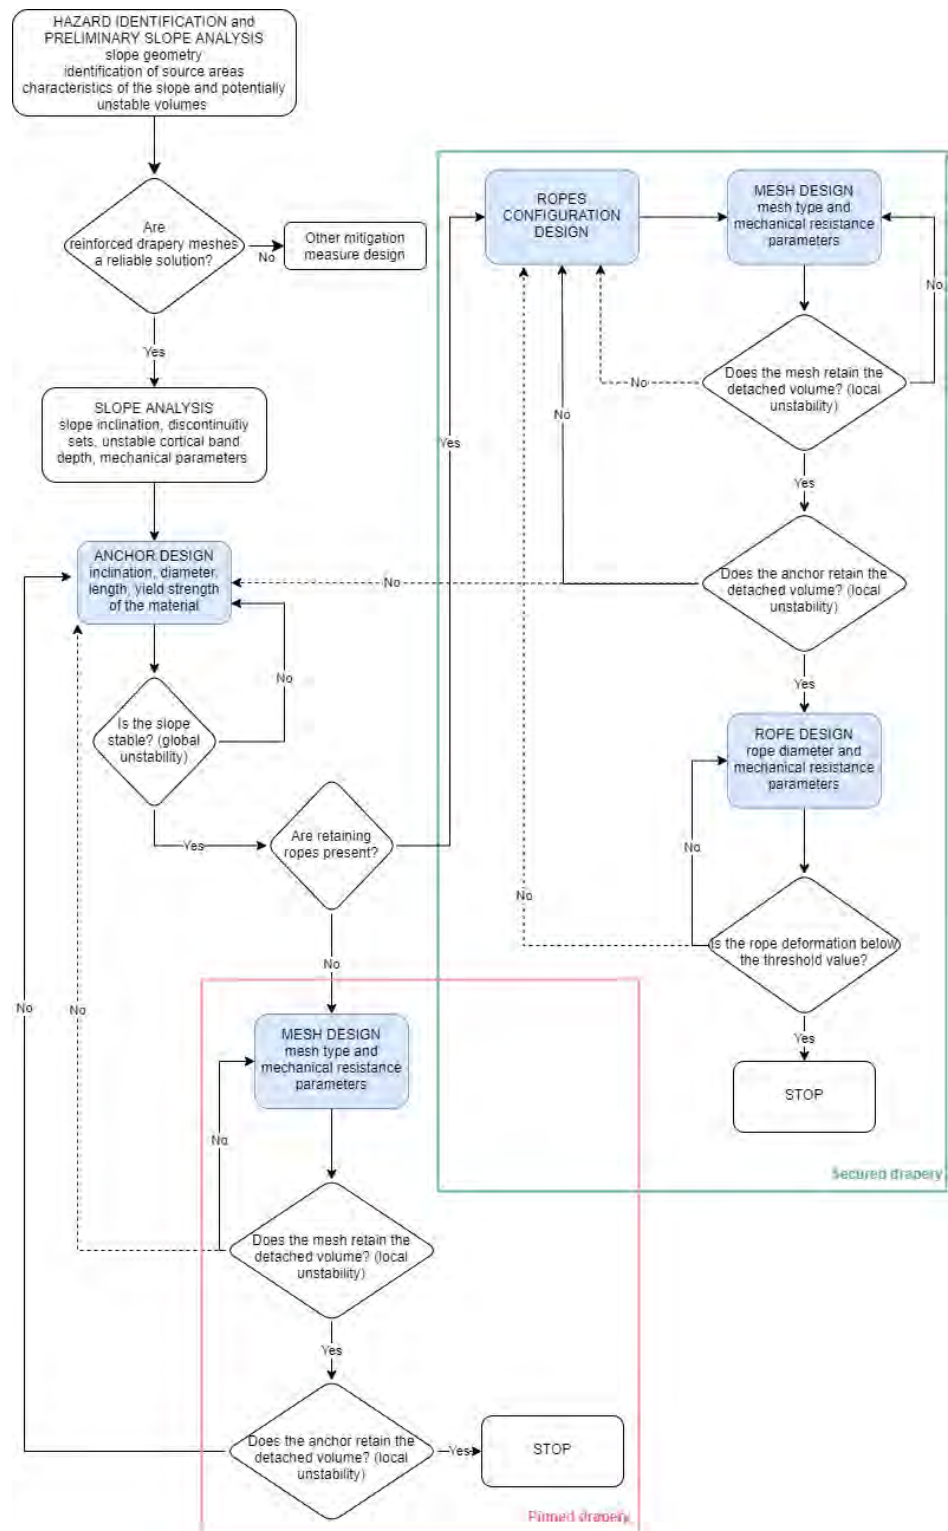 HAZARD IDENTIFICATION and
PRELIMINARY SLOPE ANALYSIS
slope geometry
identification of source areas
characteristics of the slope and potentially
unstable volumes
Are
reinforced drapery meshes
a reliable solution?
No
Other mitigation
measure design
Yes
SLOPE ANALYSIS
slope inclination, discontinuitiy
sets, unstable cortical band
depth, mechanical parameters
ANCHOR DESIGN
inclination, diameter,
length, yield strength
of the material
No
Is the slope
stable? (global
unstability)
No
Yes
Are retaining
ropes present?
Yes
No
No
No
ROPES
CONFIGURATION
DESIGN
MESH DESIGN
mesh type and
mechanical resistance
parameters
No
Does the mesh retain the
detached volume? (local
unstability)
No
No
Yes
Does the anchor retain the
detached volume? (local
unstability)
Yes
ROPE DESIGN
rope diameter and
mechanical resistance
parameters
No
No
Is the rope deformation below
the threshold value?
Yes
STOP
Secured drapery
MESH DESIGN
mesh type and
mechanical resistance
parameters
No
Does the mesh retain the
detached volume? (local
unstability)
Yes
Does the anchor retain the
detached volume? (local
unstability)
Yes
STOP
Pinned drapery